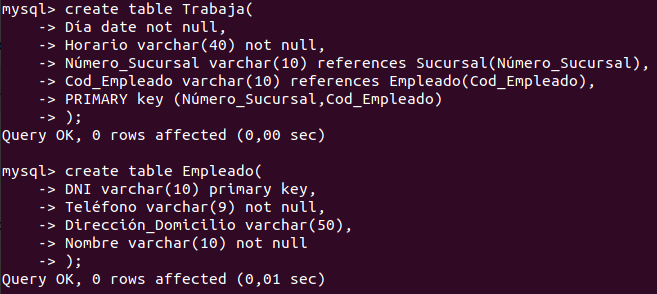 mysql> create table Trabaja(
    -> Día date not null,
    -> Horario varchar(40) not null,
    -> Número_Sucursal varchar(10) references Sucursal(Número_Sucursal),
    -> Cod_Empleado varchar(10) references Empleado(Cod_Empleado),
    -> PRIMARY key (Número_Sucursal,Cod_Empleado)
    -> );
Query OK, 0 rows affected (0,00 sec)

mysql> create table Empleado(
    -> DNI varchar(10) primary key,
    -> Teléfono varchar(9) not null,
    -> Dirección_Domicilio varchar(50),
    -> Nombre varchar(10) not null
    -> );
Query OK, 0 rows affected (0,01 sec)